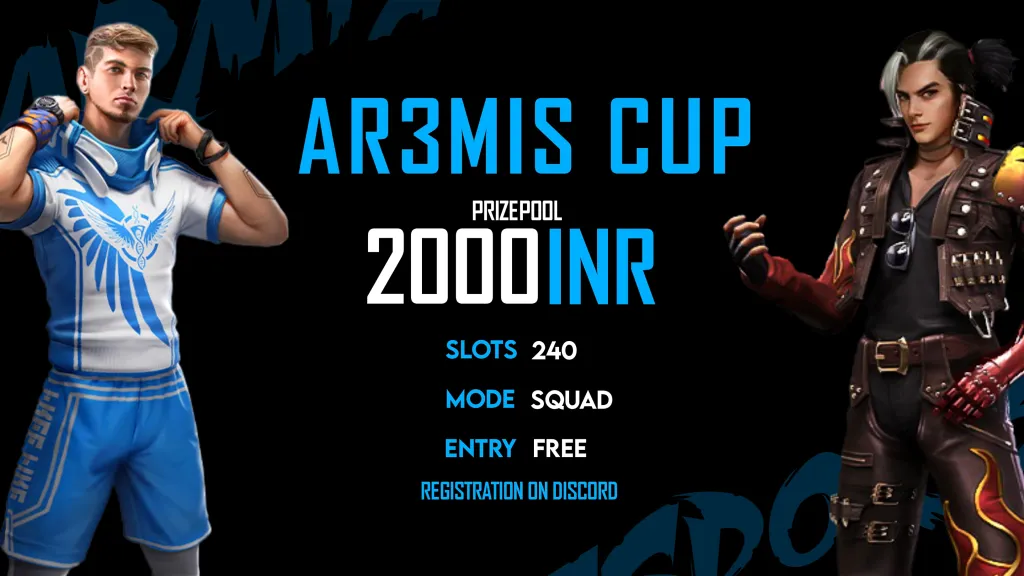 AR3MIS CUP
PRIZEPOOL
2000INR
SLOTS 240
MODE SQUAD
ENTRY FREE
REGISTRATION ON DISCORD